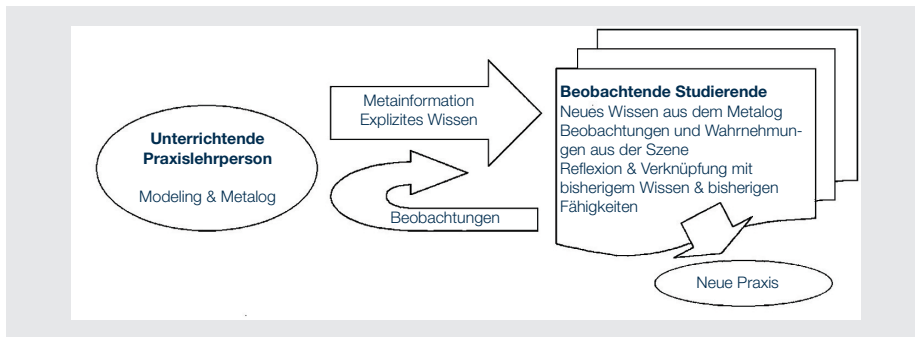 Unterrichtende
Praxislehrperson
Modeling & Metalog
Metainformation
Explizites Wissen
Beobachtungen
Beobachtende Studierende
Neues Wissen aus dem Metalog
Beobachtungen und Wahrnehmun-
gen aus der Szene
Reflexion & Verknüpfung mit
bisherigem Wissen & bisherigen
Fähigkeiten
Neue Praxis